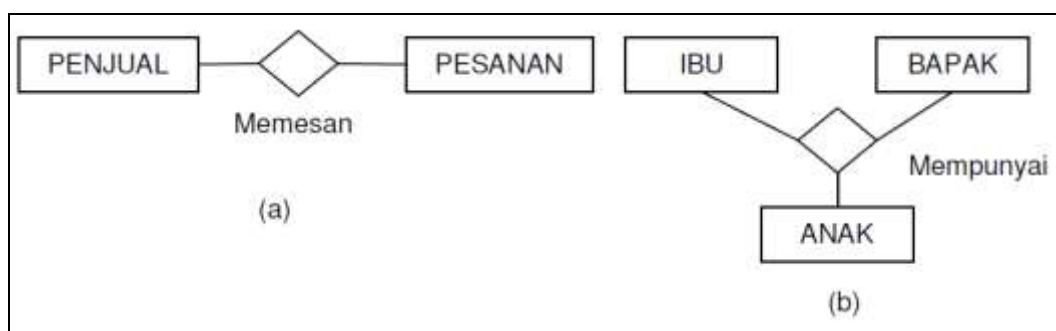 PENJUAL
PESANAN
Memesan
(a)
IBU
BAPAK
Mempunyai
ANAK
(b)